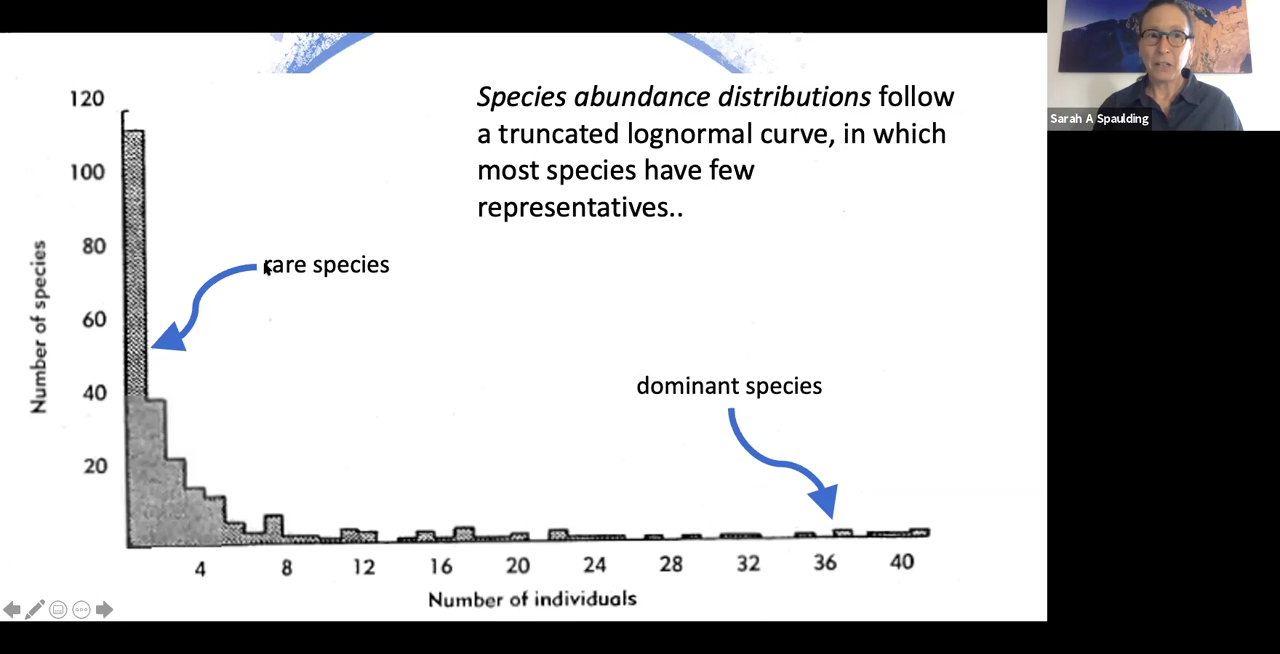 Species abundance distributions follow
a truncated lognormal curve, in which
most species have few
representatives..
Sarah A Spaulding
120
100
80
60
40
20
Number of species
rare species
dominant species
4 8 12 16 20 24 28 32 36 40
Number of individuals